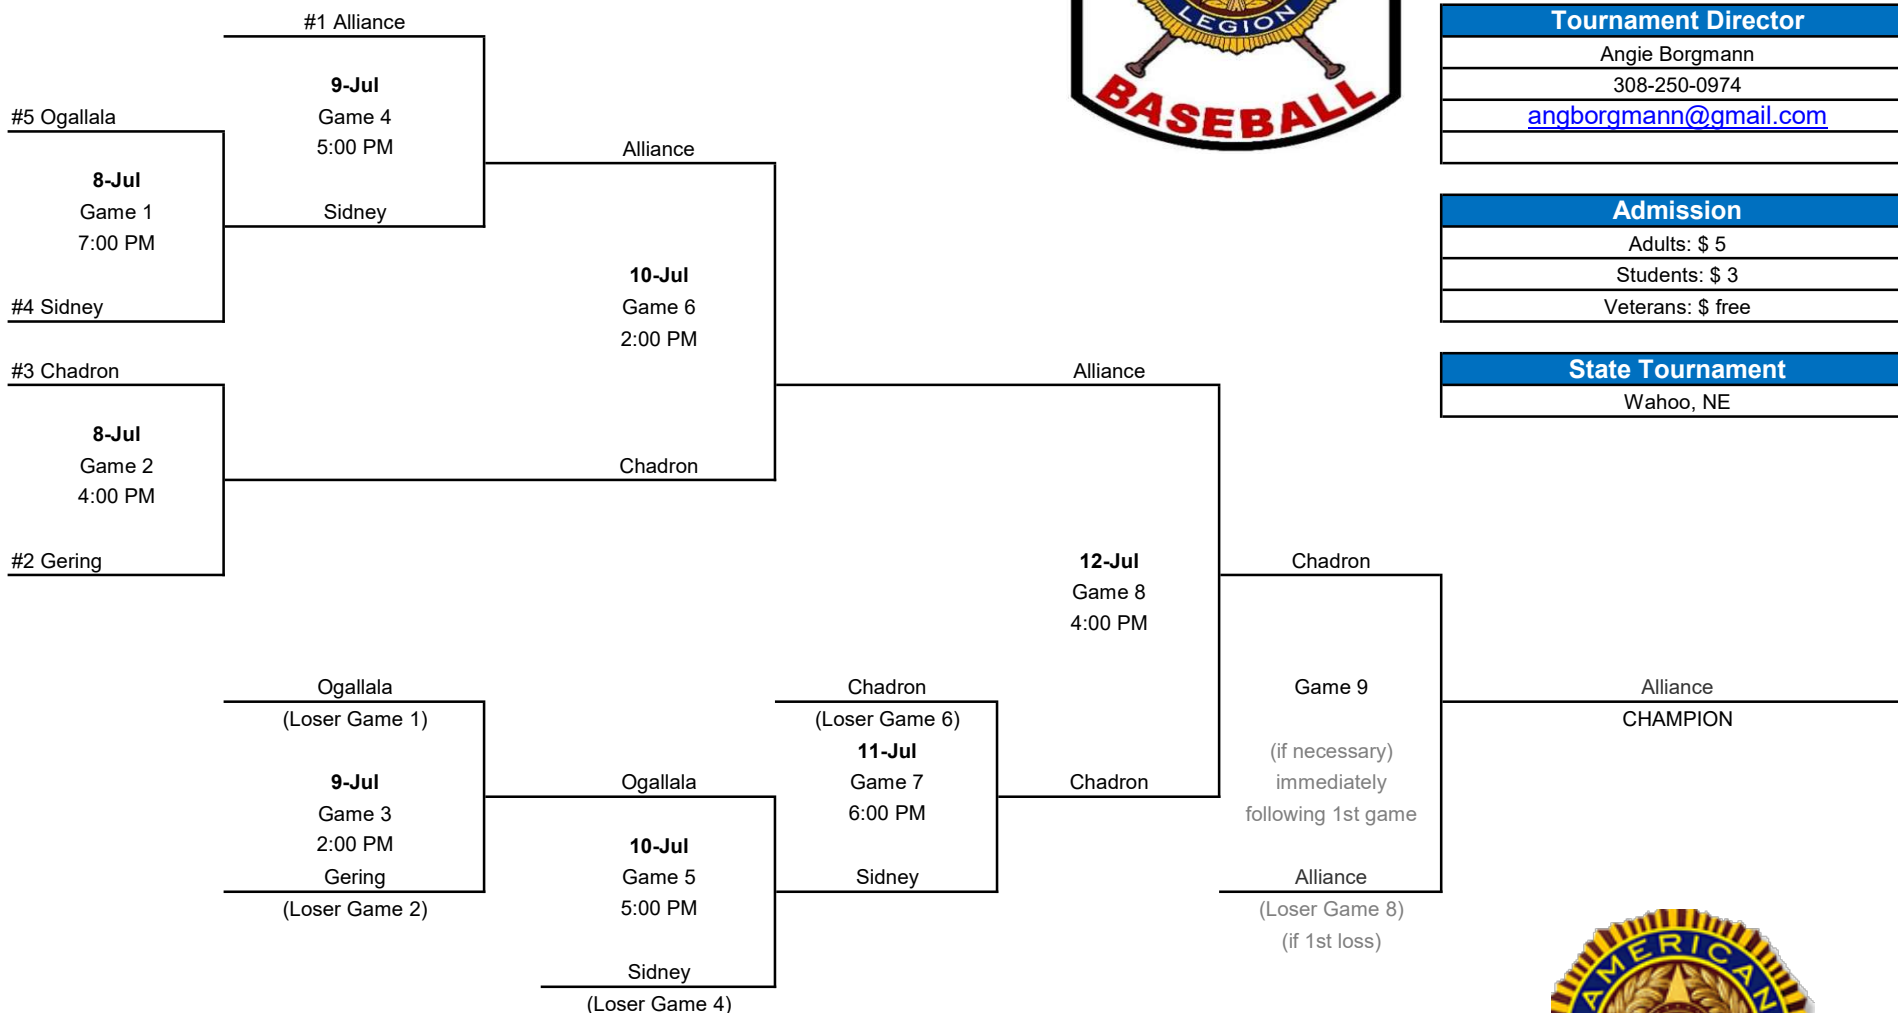 #1 Alliance
9-Jul
Game 4
5:00 PM
#5 Ogallala
8-Jul
Game 1
7:00 PM
Sidney
#4 Sidney
Alliance
10-Jul
Game 6
2:00 PM
#3 Chadron
8-Jul
Game 2
4:00 PM
Chadron
#2 Gering
Alliance
12-Jul
Game 8
4:00 PM
Chadron
Ogallala
(Loser Game 1)
9-Jul
Game 3
2:00 PM
Gering
(Loser Game 2)
Ogallala
10-Jul
Game 5
5:00 PM
Sidney
(Loser Game 4)
Chadron
(Loser Game 6)
11-Jul
Game 7
6:00 PM
Sidney
Chadron
Game 9
(if necessary)
immediately
following 1st game
Alliance
(Loser Game 8)
(if 1st loss)
Alliance
CHAMPION
LEGION
BASEBALL
Tournament Director
Angie Borgmann
308-250-0974
angborgmann@gmail.com
Admission
Adults: $ 5
Students: $ 3
Veterans: $ free
State Tournament
Wahoo, NE
AMERICAN